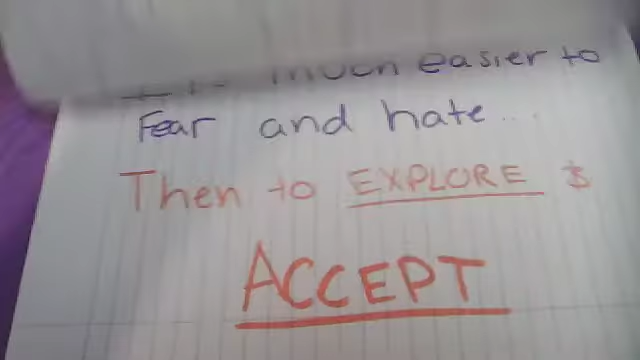 much easier to
Fear and hate...
Then to EXPLORE &
ACCEPT